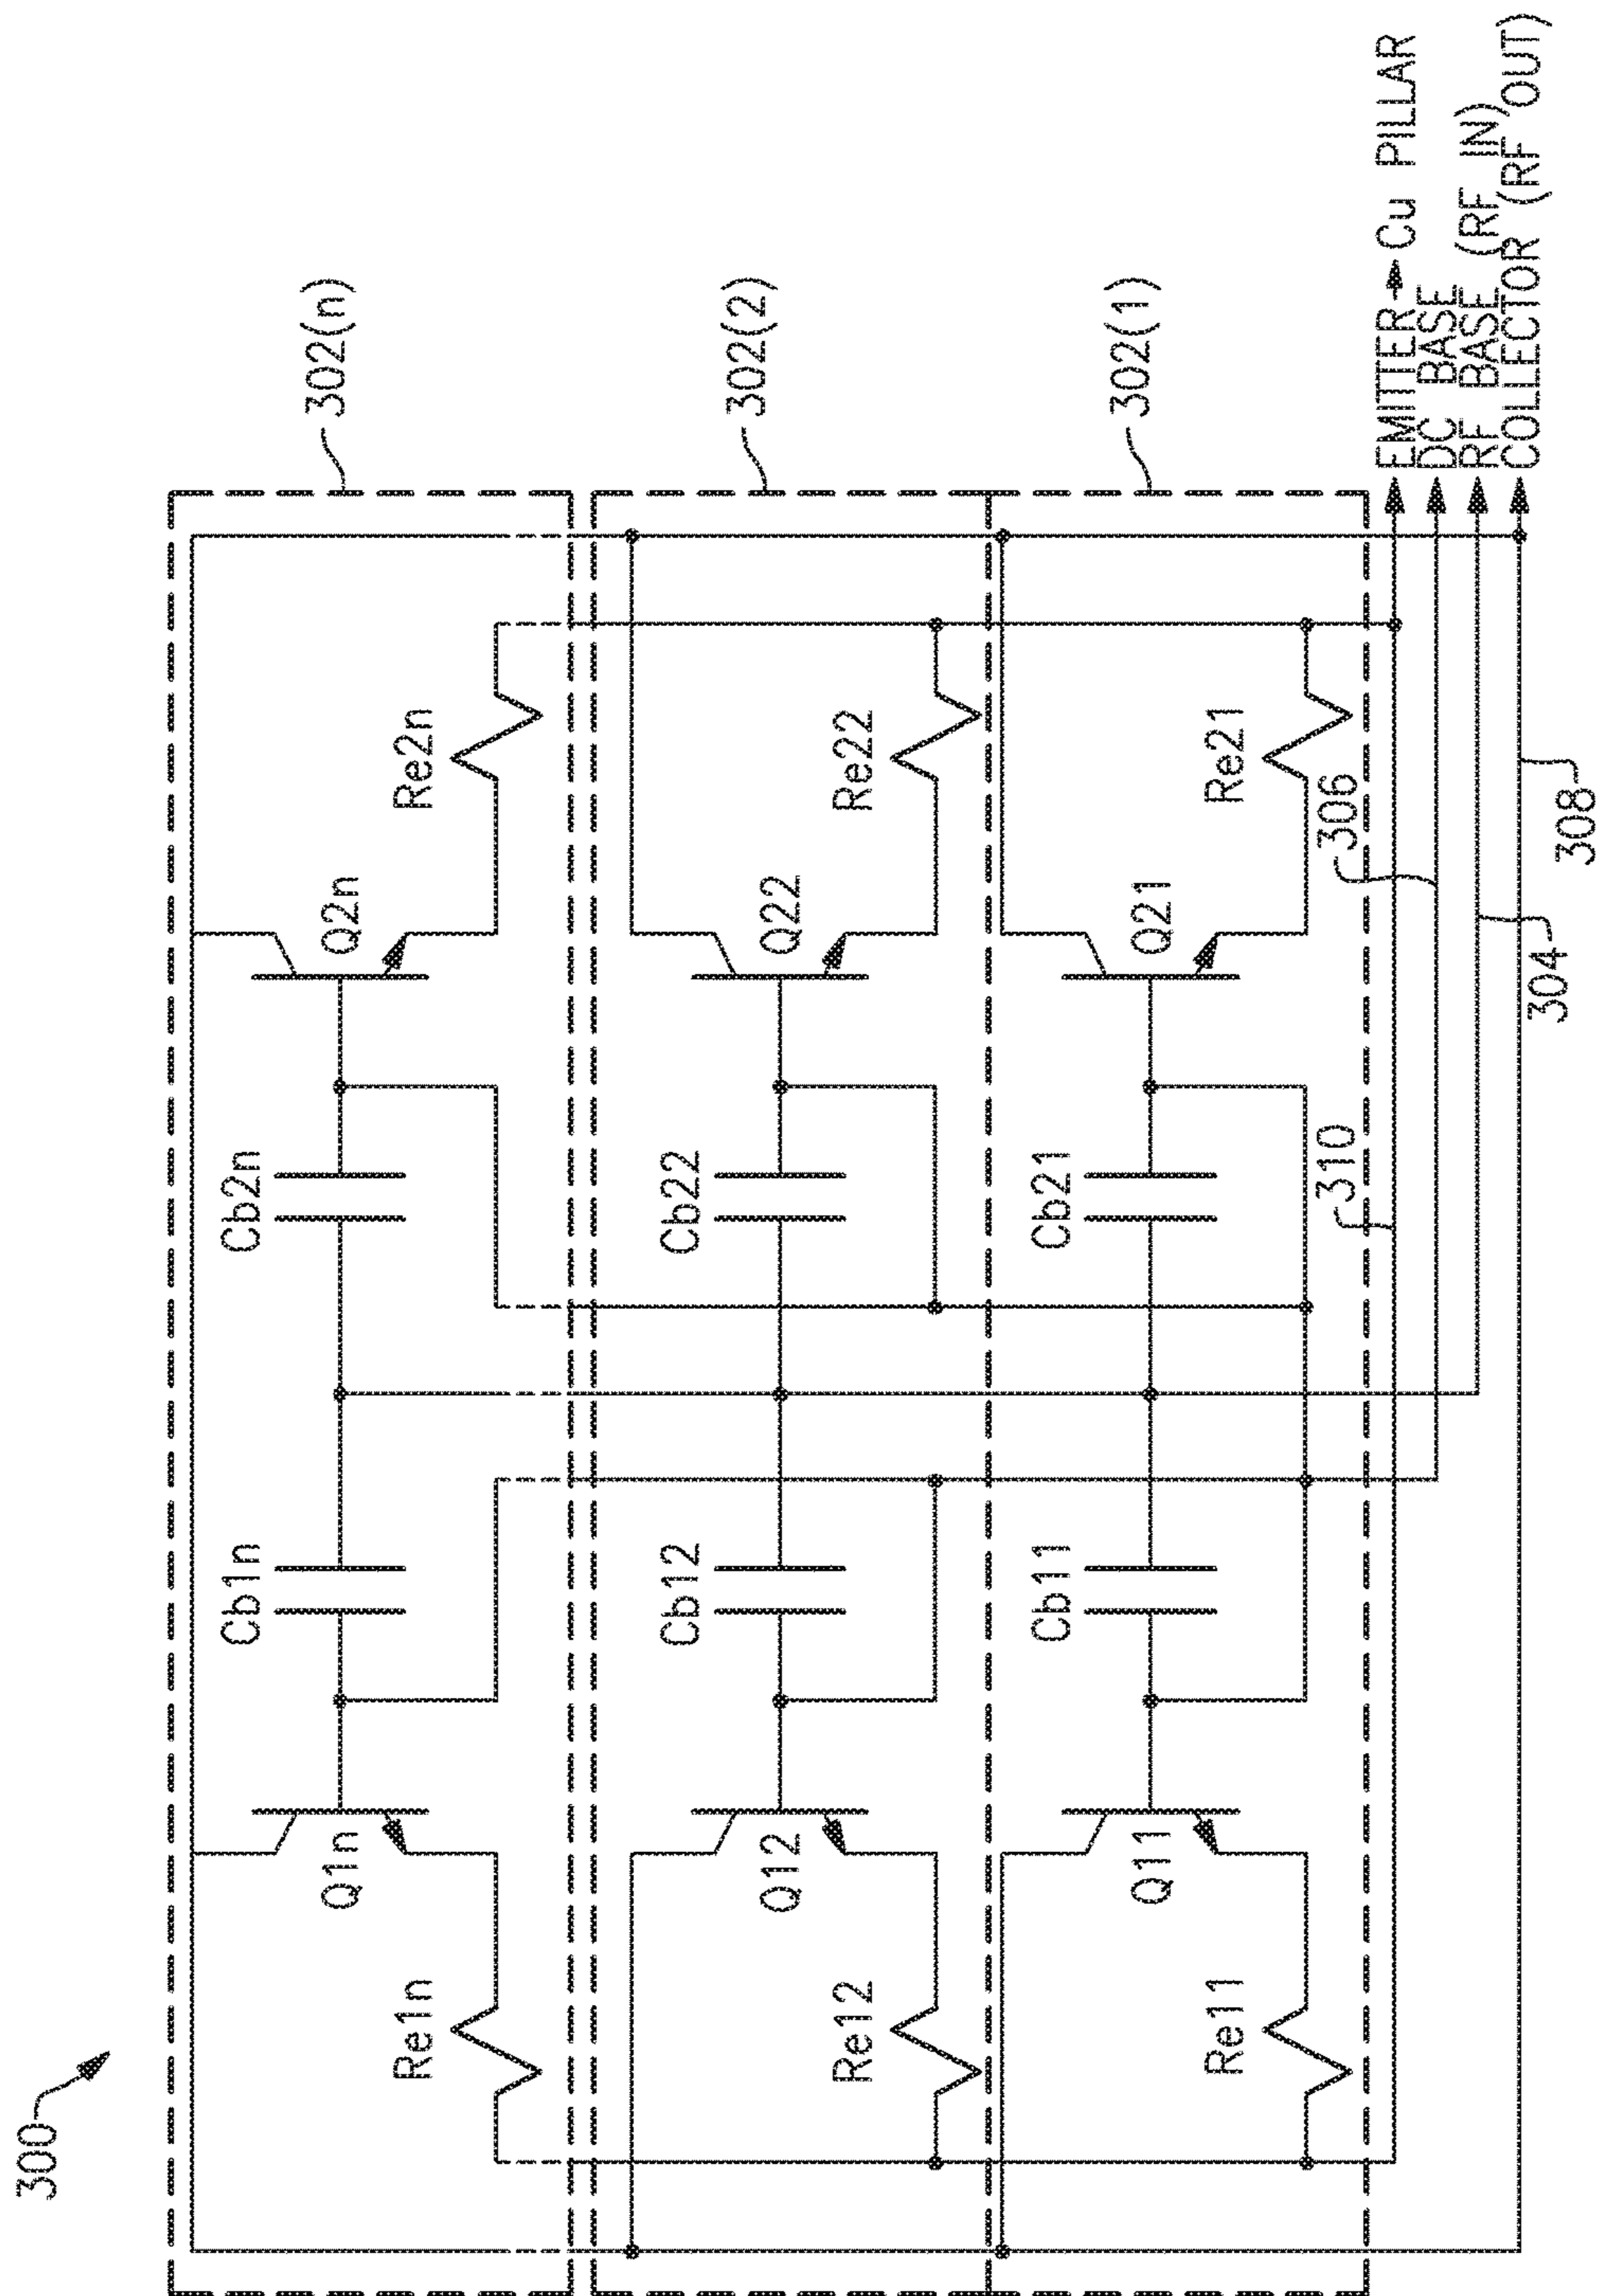 300
302(n)
Cb1n
Cb2n
Q1n
Q2n
Re1n
Re2n
302(2)
Cb12
Cb22
Q12
Q22
Re12
Re22
302(1)
Cb11
Cb21
Q11
Q21
Re11
Re21
310
306
EMITTER Cu PILLAR
DC BASE
RF BASE (RF IN)
COLLECTOR (RF OUT)
304
308